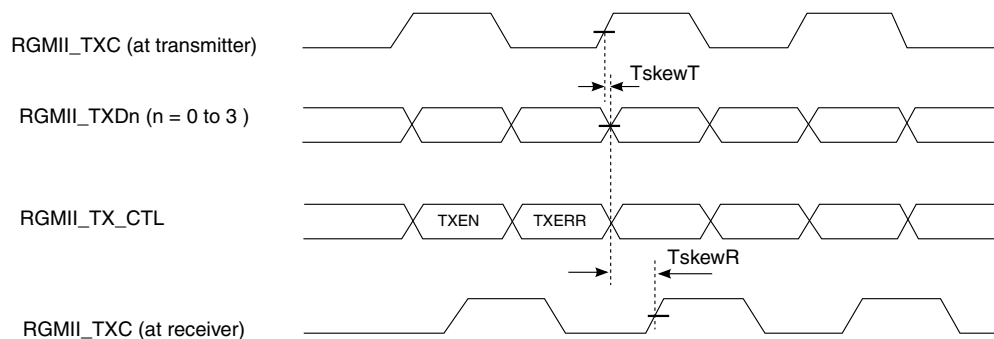 RGMII_TXC (at transmitter)
TskewT
RGMII_TXDn (n = 0 to 3 )
RGMII_TX_CTL
TXEN
TXERR
TskewR
RGMII_TXC (at receiver)